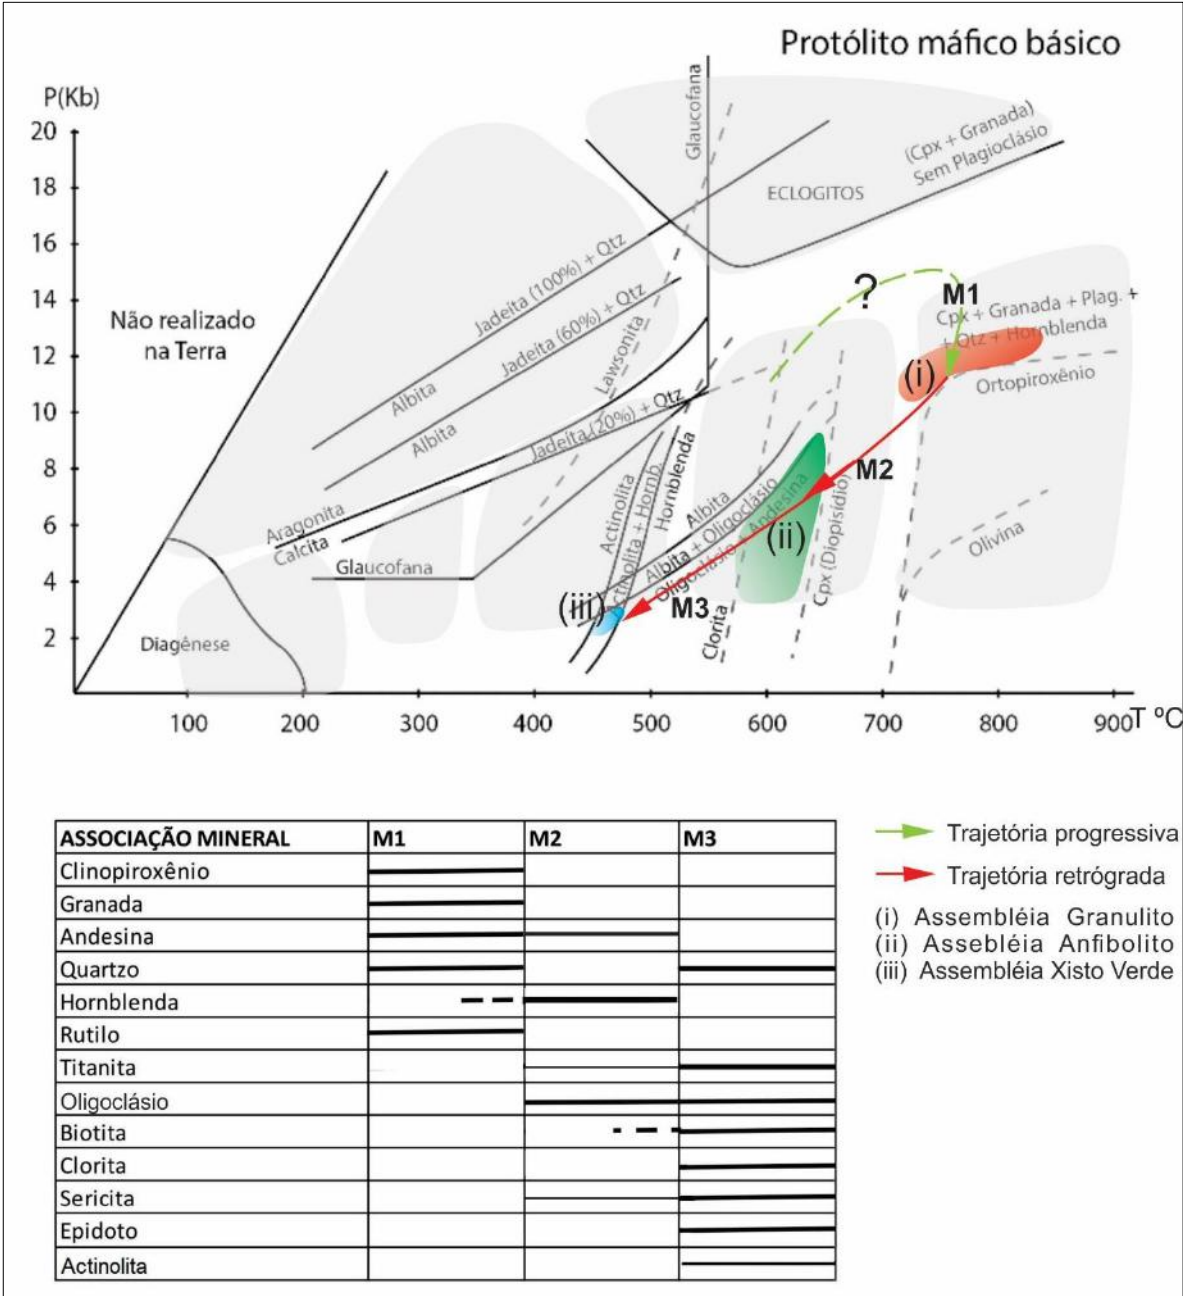 Protólito máfico básico
P(Kb)
20
18
16
14
12
10
8
6
4
2
Não realizado
na Terra
Diagênese
Glaucofana
(Cpx + Granada)
Sem Plagioclásio
ECLOGITOS
Jadeíta (100%) + Qtz
Albita
Jadeíta (60%) + Qtz
Albita
Lawsonita
Jadeíta (20%) + Qtz
Aragonita
Calcita
Glaucofana
Actinolita
Actinolita + Hornb.
Hornblenda
Albita
Albita + Oligoclásio
Oligoclásio - Andesina
Clorita
Cpx (Diopisídio)
?
M1
Cpx + Granada + Plag. +
+ Qtz + Hornblenda
(i)
Ortopiroxênio
M2
(ii)
Olivina
(iii)
M3
100
200
300
400
500
600
700
800
900
T ºC
ASSOCIAÇÃO MINERAL M1 M2 M3
Clinopiroxênio
Granada
Andesina
Quartzo
Hornblenda
Rutilo
Titanita
Oligoclásio
Biotita
Clorita
Sericita
Epidoto
Actinolita
Trajetória progressiva
Trajetória retrógrada
(i) Assembléia Granulito
(ii) Assebléia Anfibolito
(iii) Assembléia Xisto Verde